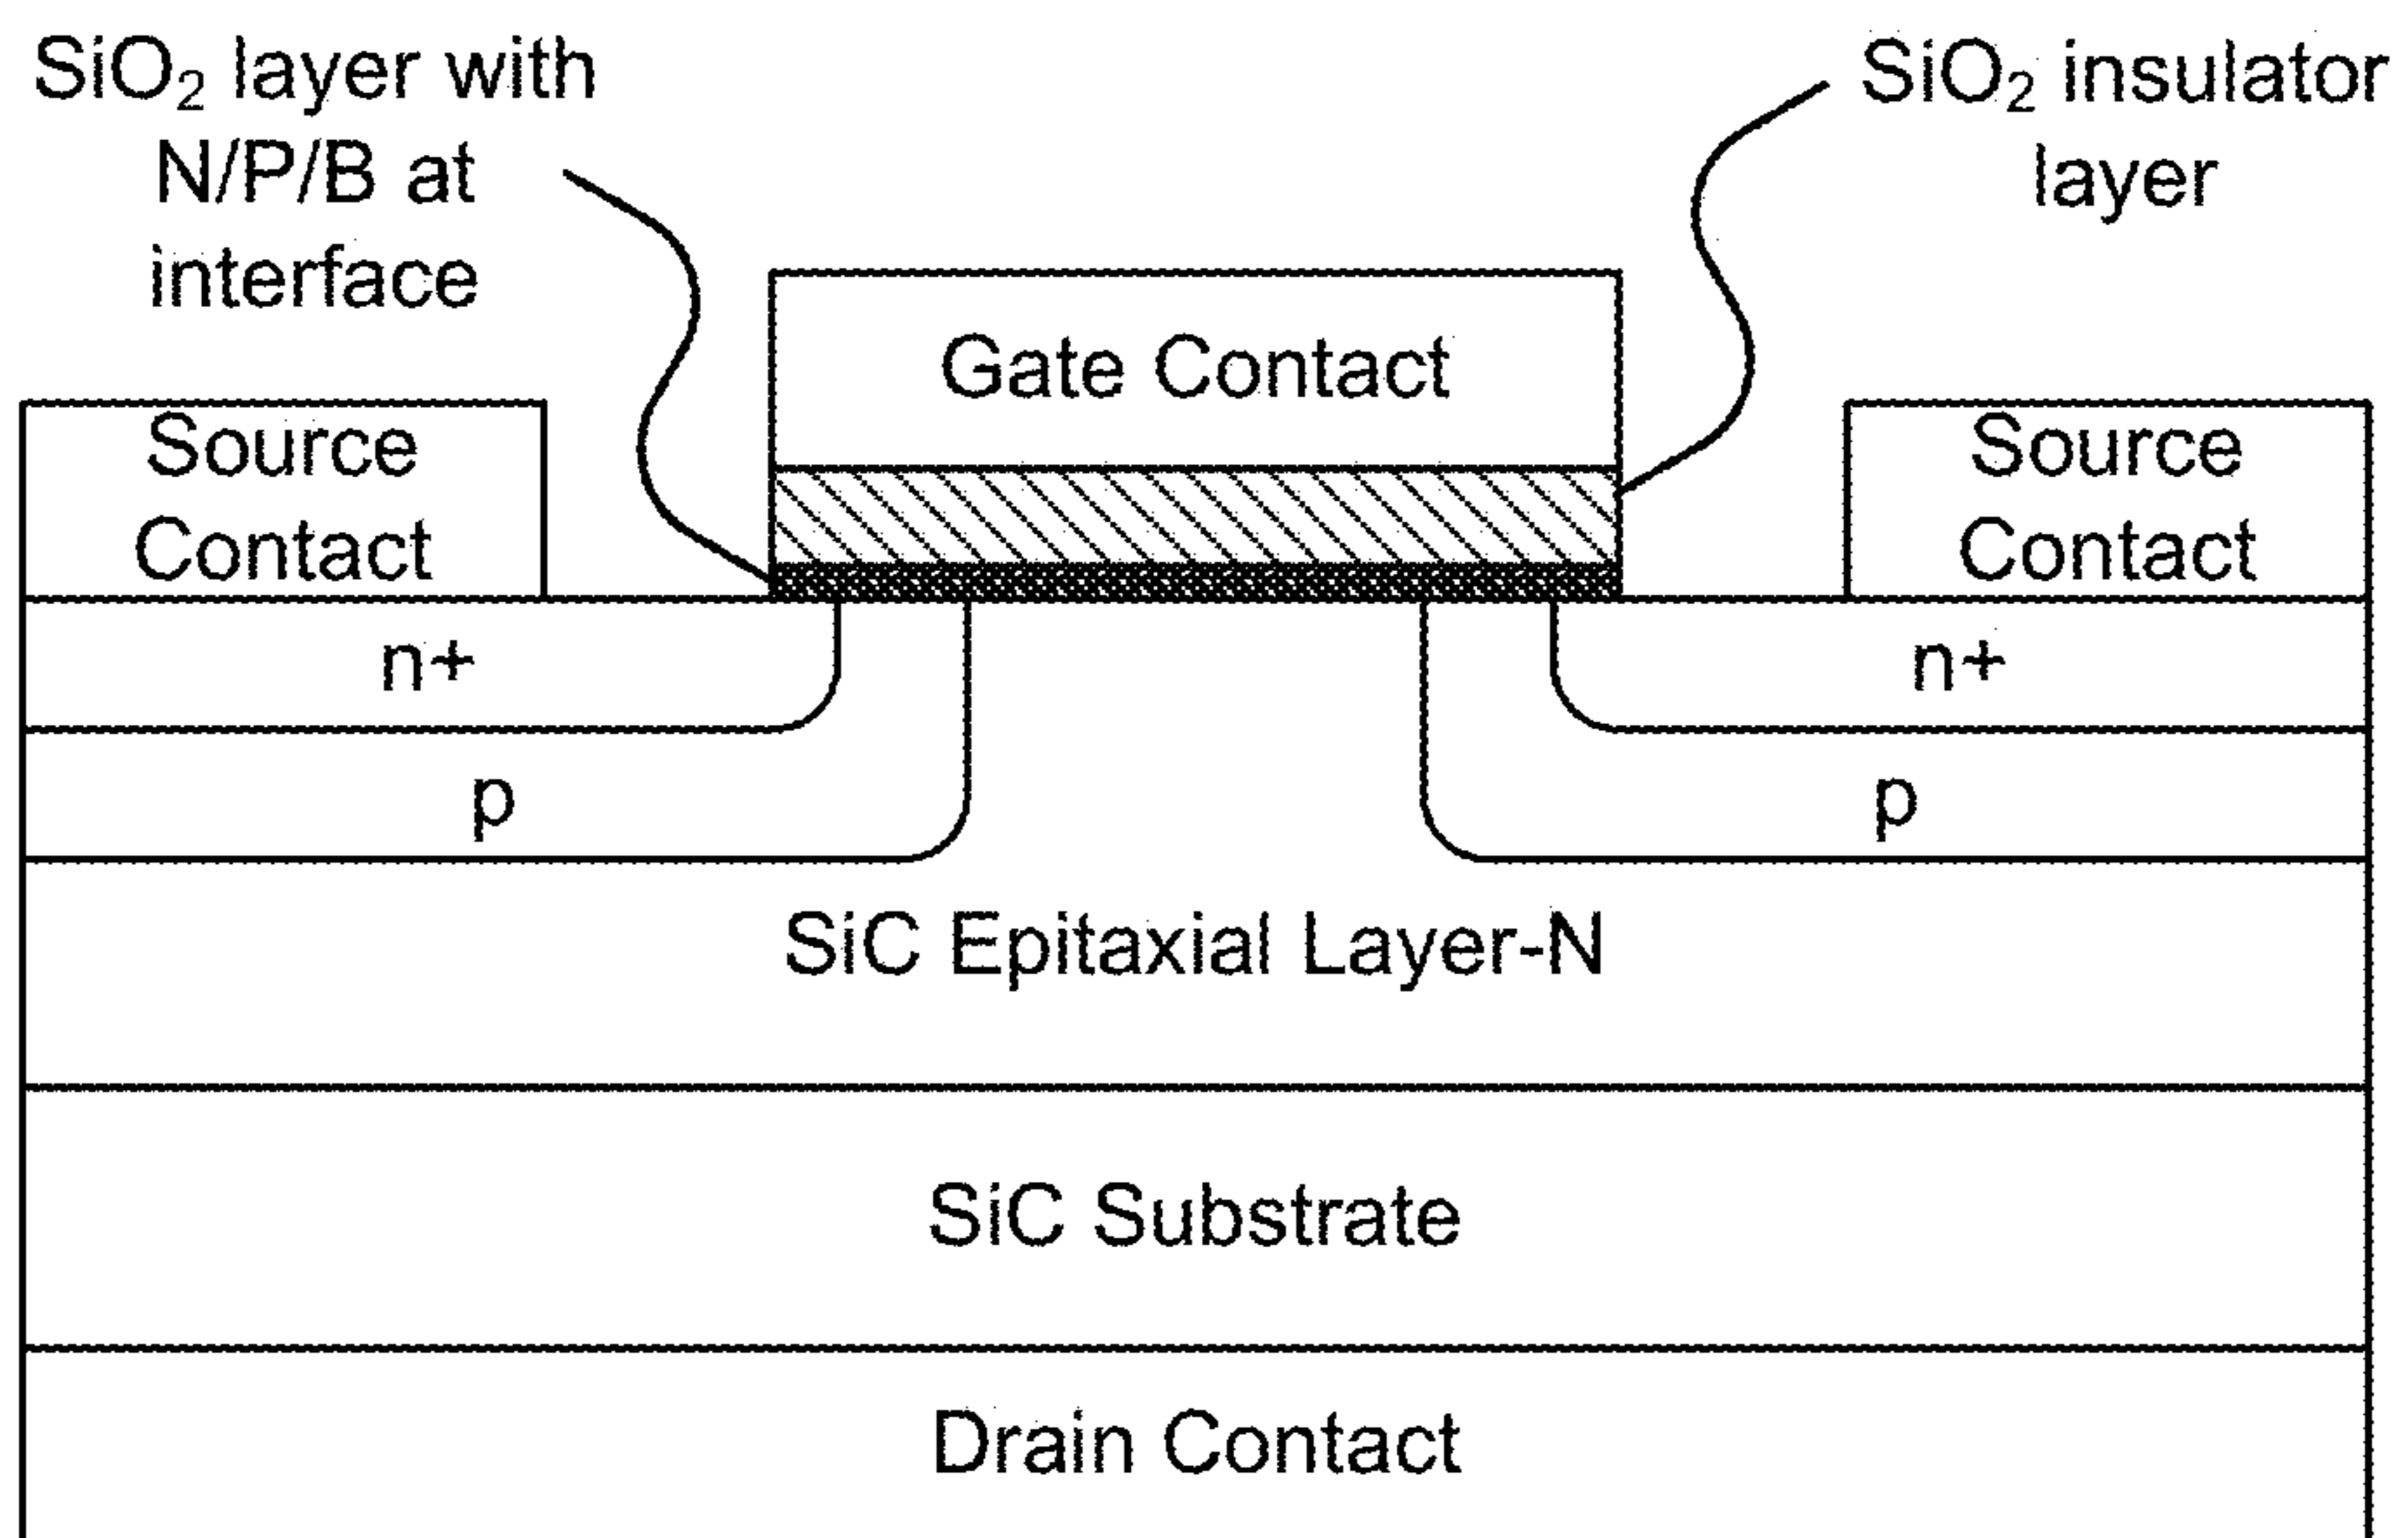 SiO₂ layer with
N/P/B at
interface
SiO₂ insulator
layer
Gate Contact
Source
Contact
Source
Contact
n+
n+
p
p
SiC Epitaxial Layer-N
SiC Substrate
Drain Contact